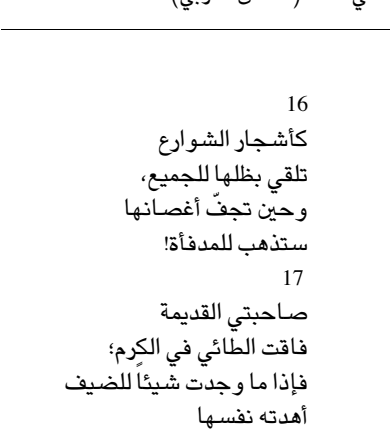 16
كأشجار الشوارع
تلقي بظلها للجميع،
وحين تجفّ أغصانها
ستذهب للمدفأة!
17
صاحبتي القديمة
فاقت الطائي في الكرم؛
فإذا ما وجدت شيئاً للضيف
أهدته نفسها